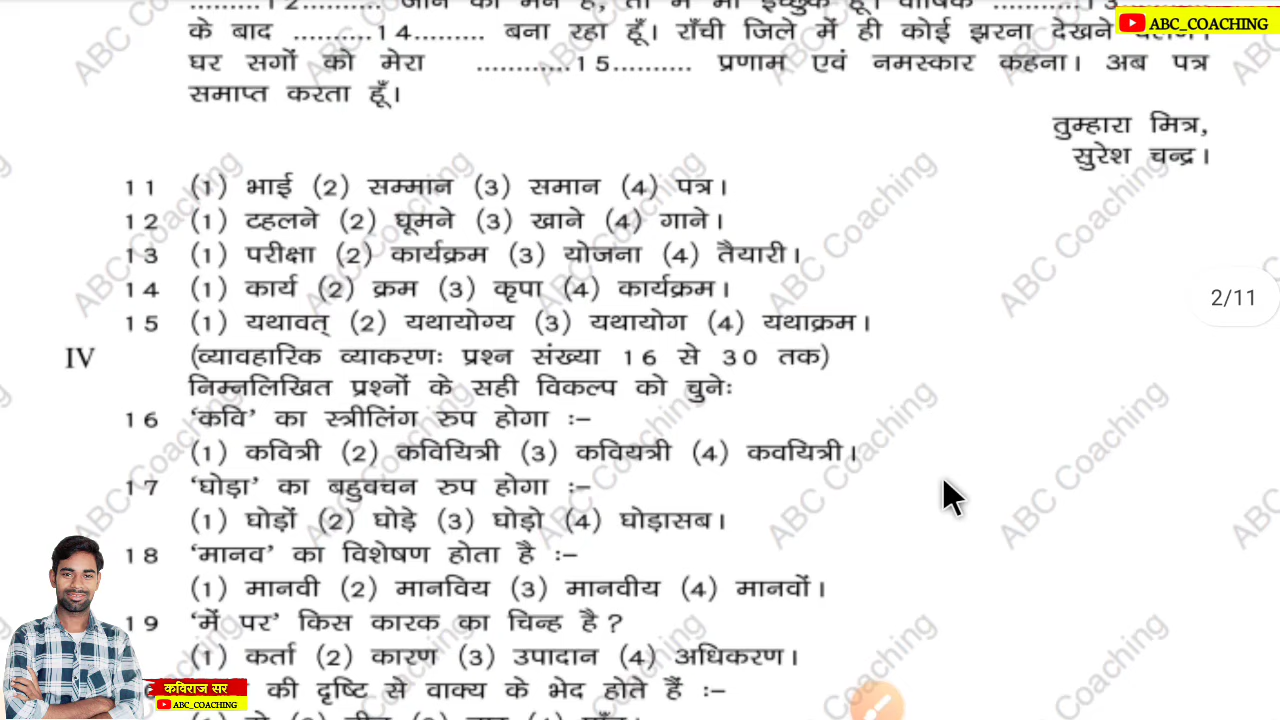 .........12......... जाने का मन है, तो मैं भी इच्छुक हूँ। वार्षिक .........13
ABC_COACHING
के बाद ..........14......... बना रहा हूँ। राँची जिले में ही कोई झरना देखने
घर सगों को मेरा ............15.......... प्रणाम एवं नमस्कार कहना। अब पत्र
समाप्त करता हूँ।
तुम्हारा मित्र,
सुरेश चन्द्र।
11 (1) भाई (2) सम्मान (3) समान (4) पत्र।
12 (1) टहलने (2) घूमने (3) खाने (4) गाने।
13 (1) परीक्षा (2) कार्यक्रम (3) योजना (4) तैयारी।
14 (1) कार्य (2) क्रम (3) कृपा (4) कार्यक्रम।
2/11
15 (1) यथावत् (2) यथायोग्य (3) यथायोग (4) यथाक्रम।
IV (व्यावहारिक व्याकरणः प्रश्न संख्या 16 से 30 तक)
निम्नलिखित प्रश्नों के सही विकल्प को चुनेः
16 ‘कवि’ का स्त्रीलिंग रुप होगा :–
(1) कवित्री (2) कवियित्री (3) कवियत्री (4) कवयित्री।
17 ‘घोड़ा’ का बहुवचन रुप होगा :–
(1) घोड़ों (2) घोड़े (3) घोड़ो (4) घोड़ासब।
18 ‘मानव’ का विशेषण होता है :–
(1) मानवी (2) मानविय (3) मानवीय (4) मानवों।
19 ‘में पर’ किस कारक का चिन्ह है?
(1) कर्ता (2) कारण (3) उपादान (4) अधिकरण।
की दृष्टि से वाक्य के भेद होते हैं :–
कविराज सर
ABC_COACHING
ABC Coaching